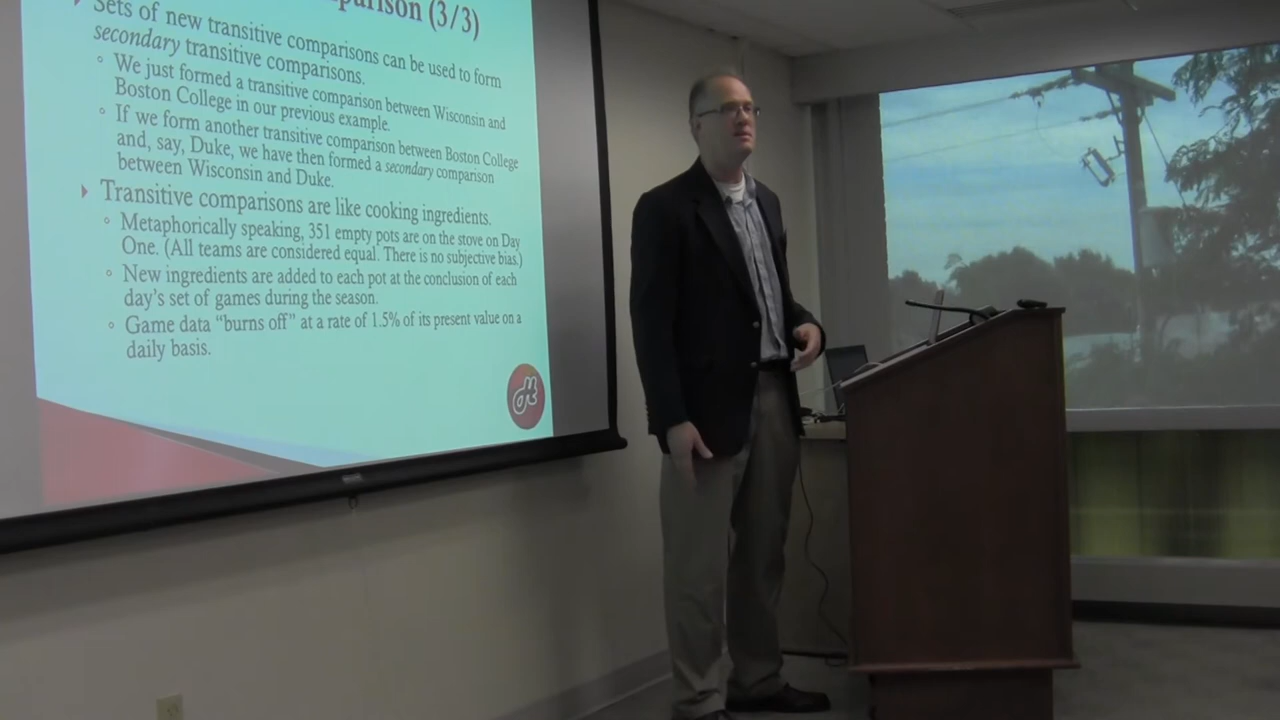 parison (3/3)
Sets of new transitive comparisons can be used to form
secondary transitive comparisons.
We just formed a transitive comparison between Wisconsin and
Boston College in our previous example.
If we form another transitive comparison between Boston College
and, say, Duke, we have then formed a secondary comparison
between Wisconsin and Duke.
Transitive comparisons are like cooking ingredients.
Metaphorically speaking, 351 empty pots are on the stove on Day
One. (All teams are considered equal. There is no subjective bias.)
New ingredients are added to each pot at the conclusion of each
day's set of games during the season.
Game data "burns off" at a rate of 1.5% of its present value on a
daily basis.